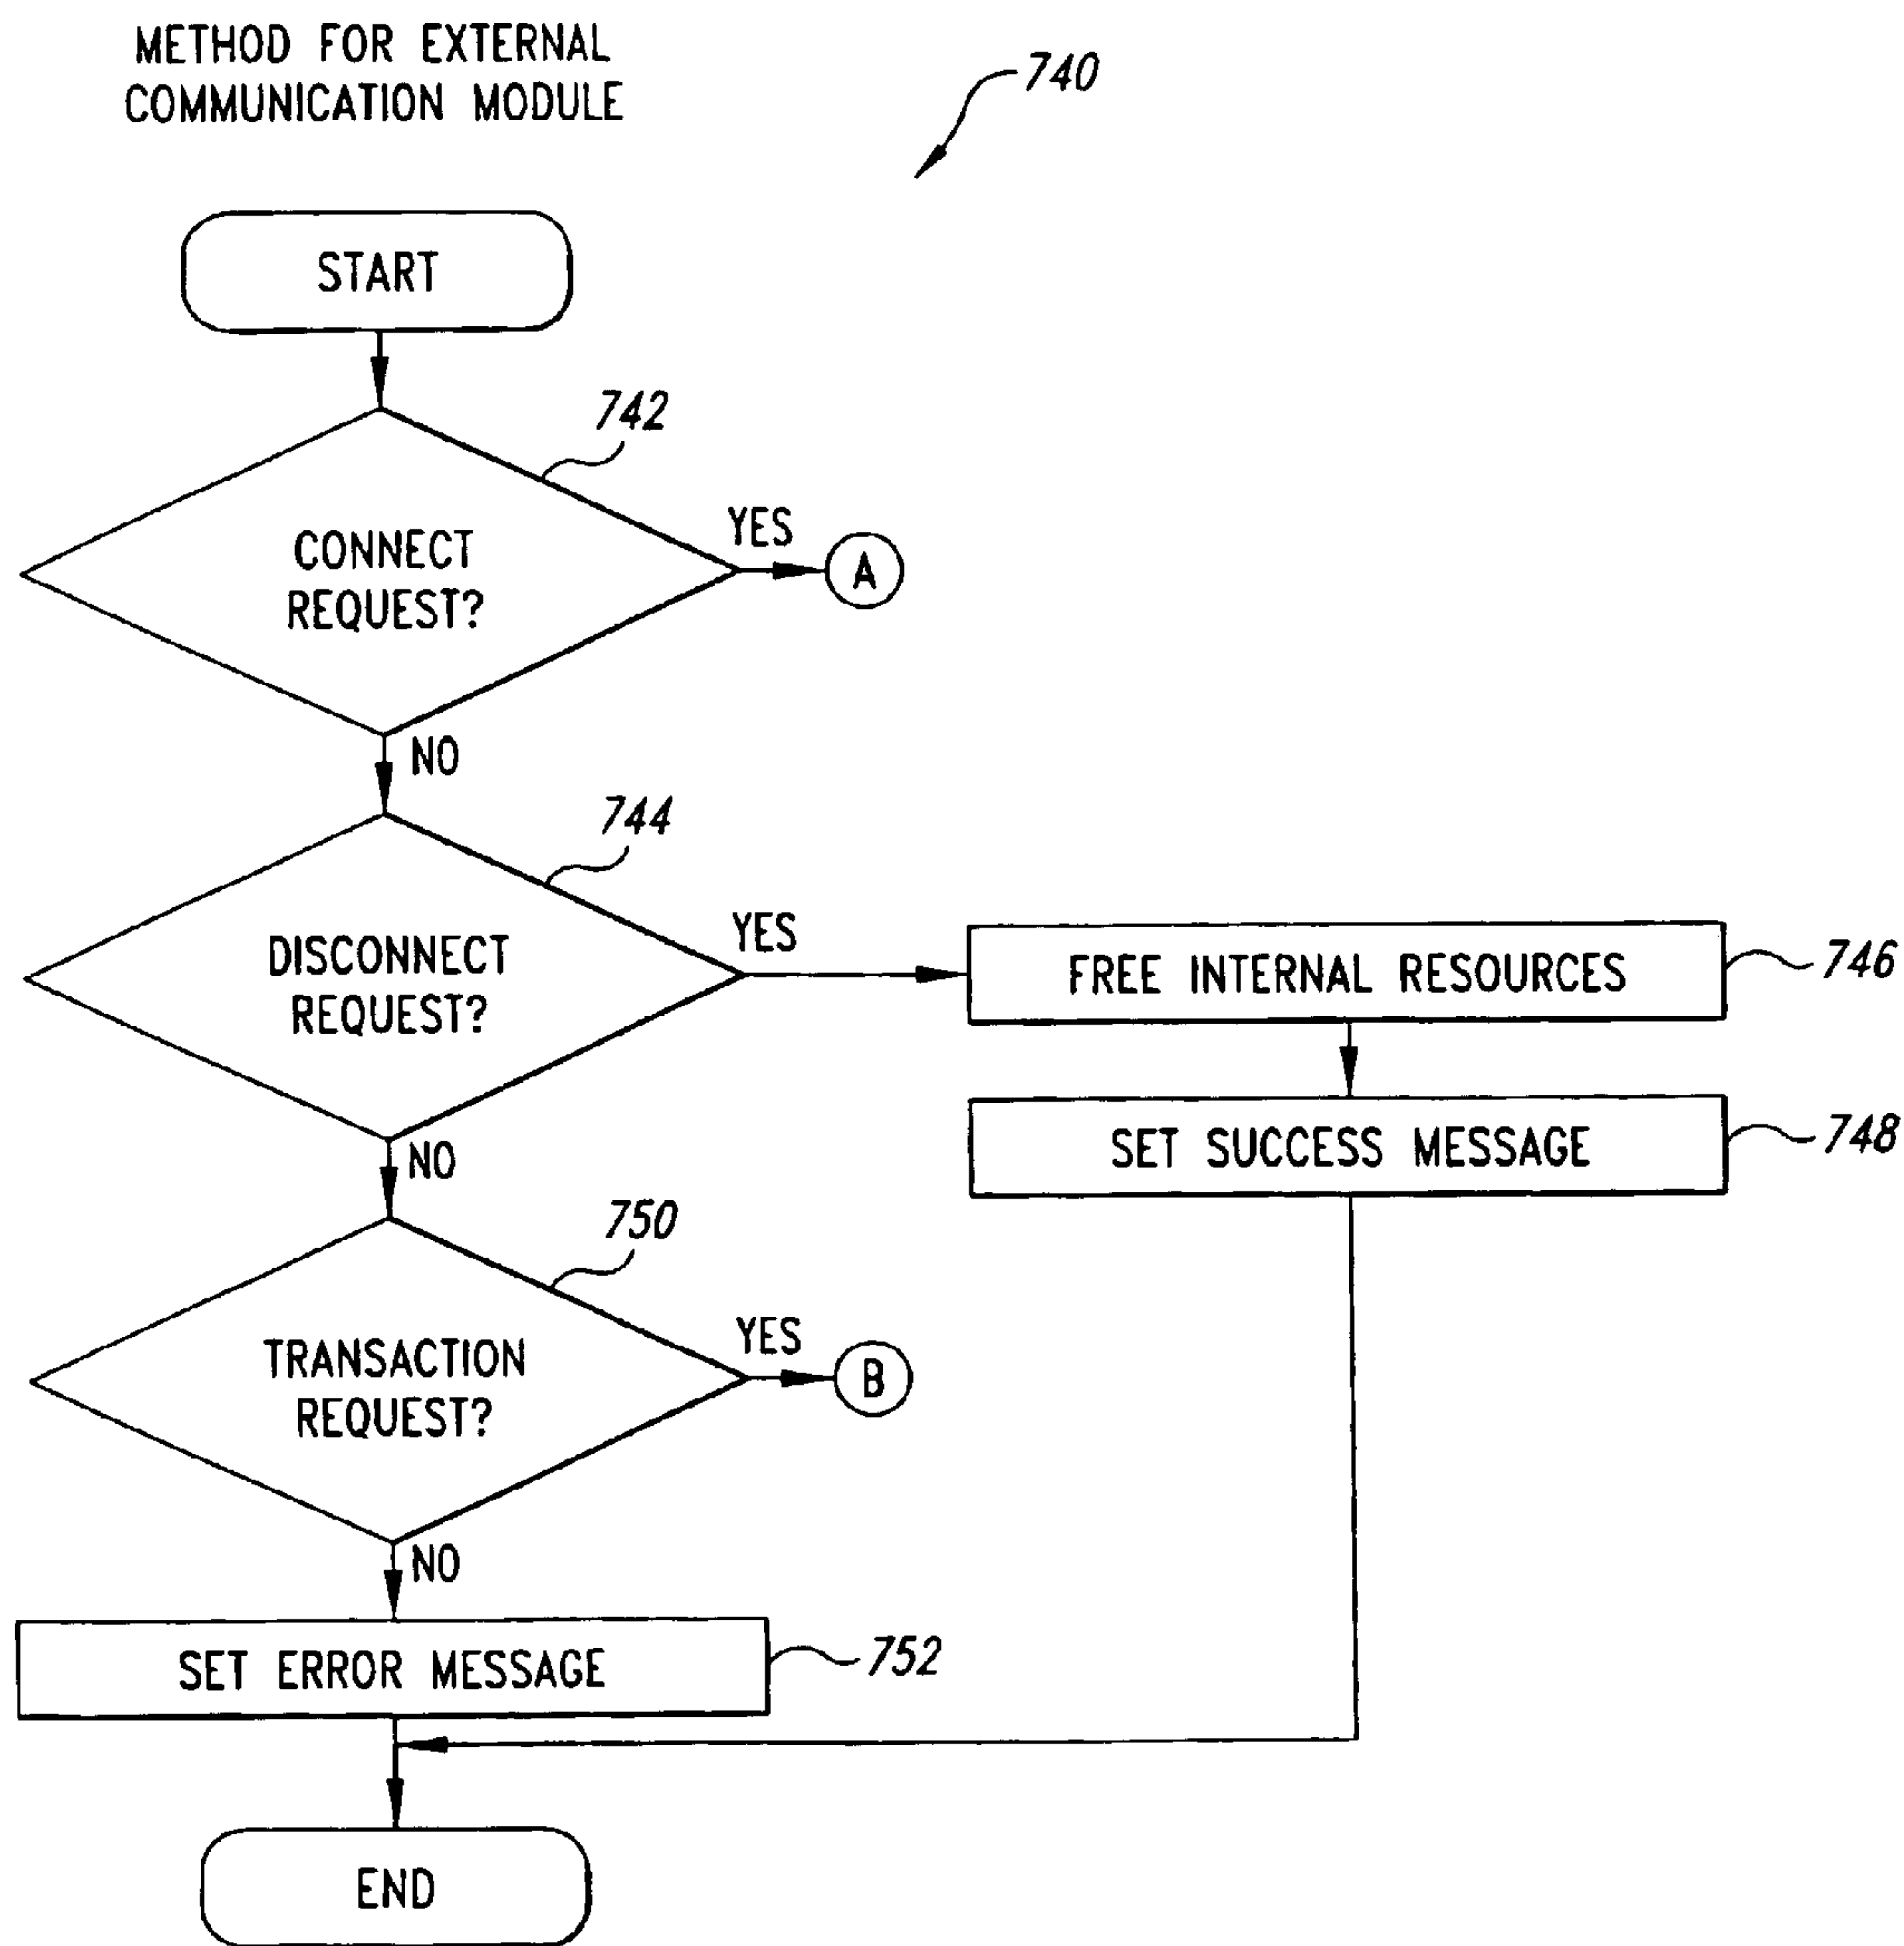 METHOD FOR EXTERNAL
COMMUNICATION MODULE
740
START
742
CONNECT
REQUEST?
YES
A
NO
744
DISCONNECT
REQUEST?
YES
FREE INTERNAL RESOURCES
746
SET SUCCESS MESSAGE
748
NO
750
TRANSACTION
REQUEST?
YES
B
NO
SET ERROR MESSAGE
752
END